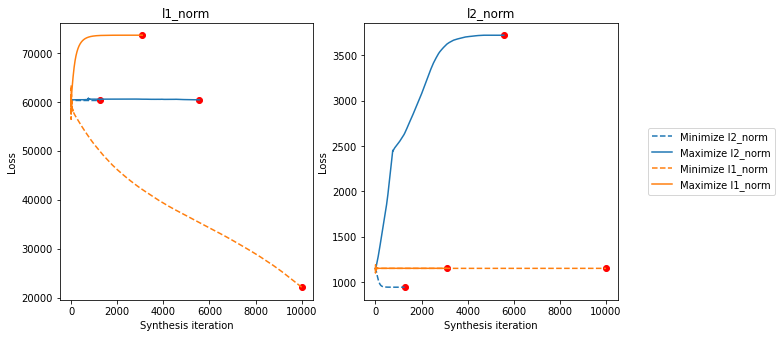 l1_norm
Loss
70000
60000
50000
40000
30000
20000
0
2000
4000
6000
8000
10000
Synthesis iteration
l2_norm
Loss
3500
3000
2500
2000
1500
1000
0
2000
4000
6000
8000
10000
Synthesis iteration
Minimize l2_norm
Maximize l2_norm
Minimize l1_norm
Maximize l1_norm